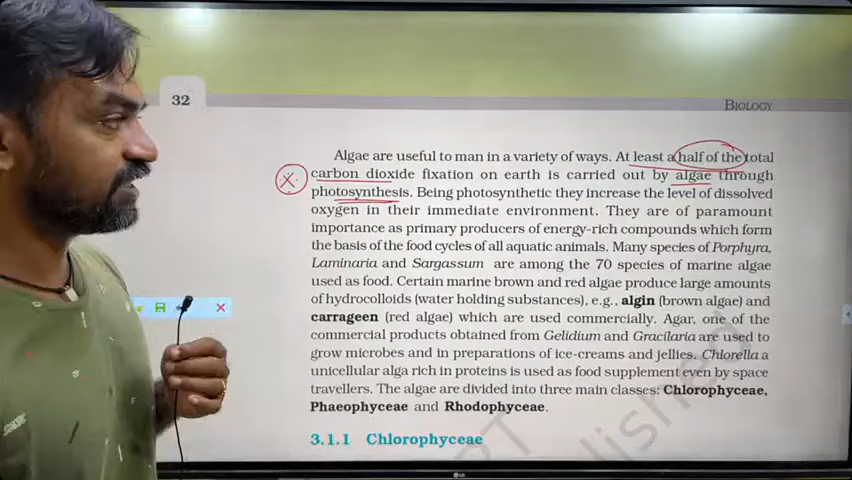 32
BIOLOGY
Algae are useful to man in a variety of ways. At least a half of the total
carbon dioxide fixation on earth is carried out by algae through
photosynthesis. Being photosynthetic they increase the level of dissolved
oxygen in their immediate environment. They are of paramount
importance as primary producers of energy-rich compounds which form
the basis of the food cycles of all aquatic animals. Many species of Porphyra,
Laminaria and Sargassum are among the 70 species of marine algae
used as food. Certain marine brown and red algae produce large amounts
of hydrocolloids (water holding substances), e.g., algin (brown algae) and
carrageen (red algae) which are used commercially. Agar, one of the
commercial products obtained from Gelidium and Gracilaria are used to
grow microbes and in preparations of ice-creams and jellies. Chlorella a
unicellular alga rich in proteins is used as food supplement even by space
travellers. The algae are divided into three main classes: Chlorophyceae,
Phaeophyceae and Rhodophyceae.
3.1.1 Chlorophyceae